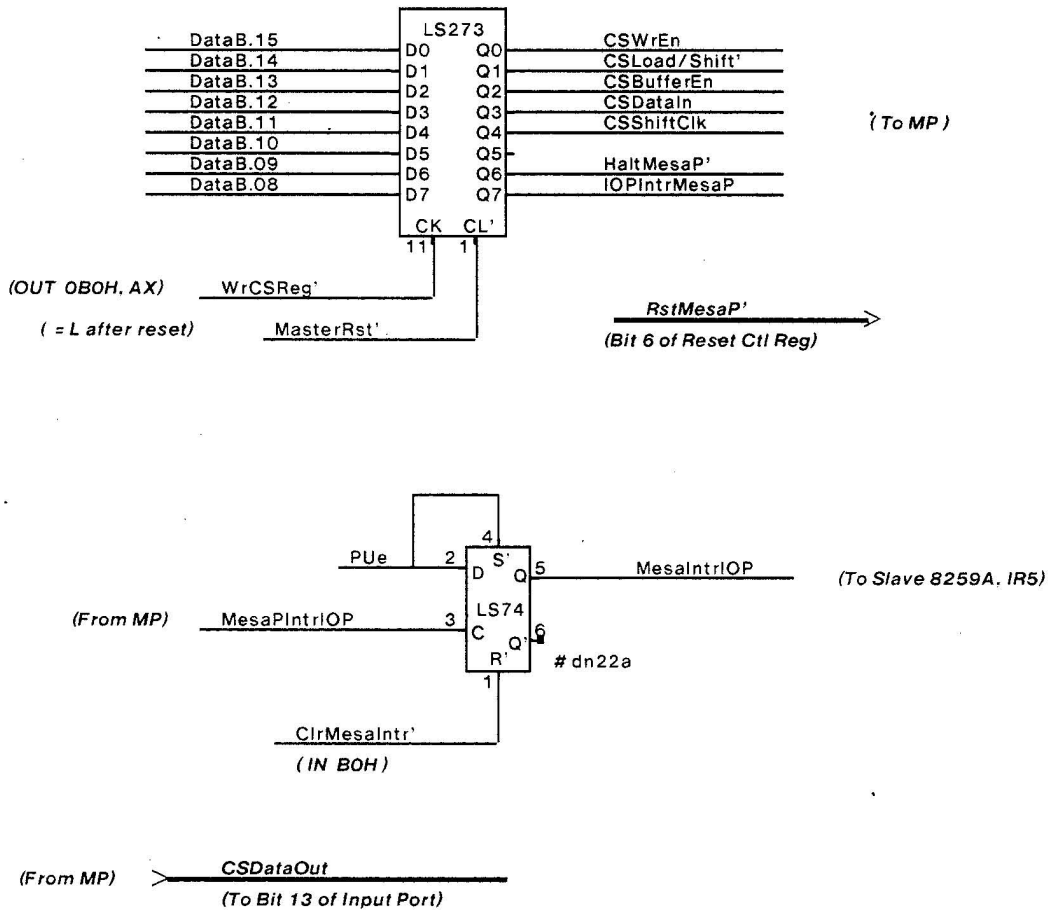 LS273
DataB.15 D0 Q0 CSWrEn
DataB.14 D1 Q1 CSLoad/Shift'
DataB.13 D2 Q2 CSBufferEn
DataB.12 D3 Q3 CSDataIn
DataB.11 D4 Q4 CSShiftClk
(To MP)
DataB.10 D5 Q5
DataB.09 D6 Q6 HaltMesaP'
DataB.08 D7 Q7 IOPIntrMesaP
CK CL'
11 1
(OUT 0B0H, AX) WrCSReg'
RstMesaP'
( = L after reset) MasterRst'
(Bit 6 of Reset Ctl Reg)
4
PUe 2 S' 5 MesaIntrIOP
D Q
(To Slave 8259A, IR5)
LS74
(From MP) MesaPIntrIOP 3 C Q' 6
R' # dn22a
1
ClrMesaIntr'
( IN B0H )
(From MP) CSDataOut
(To Bit 13 of Input Port)